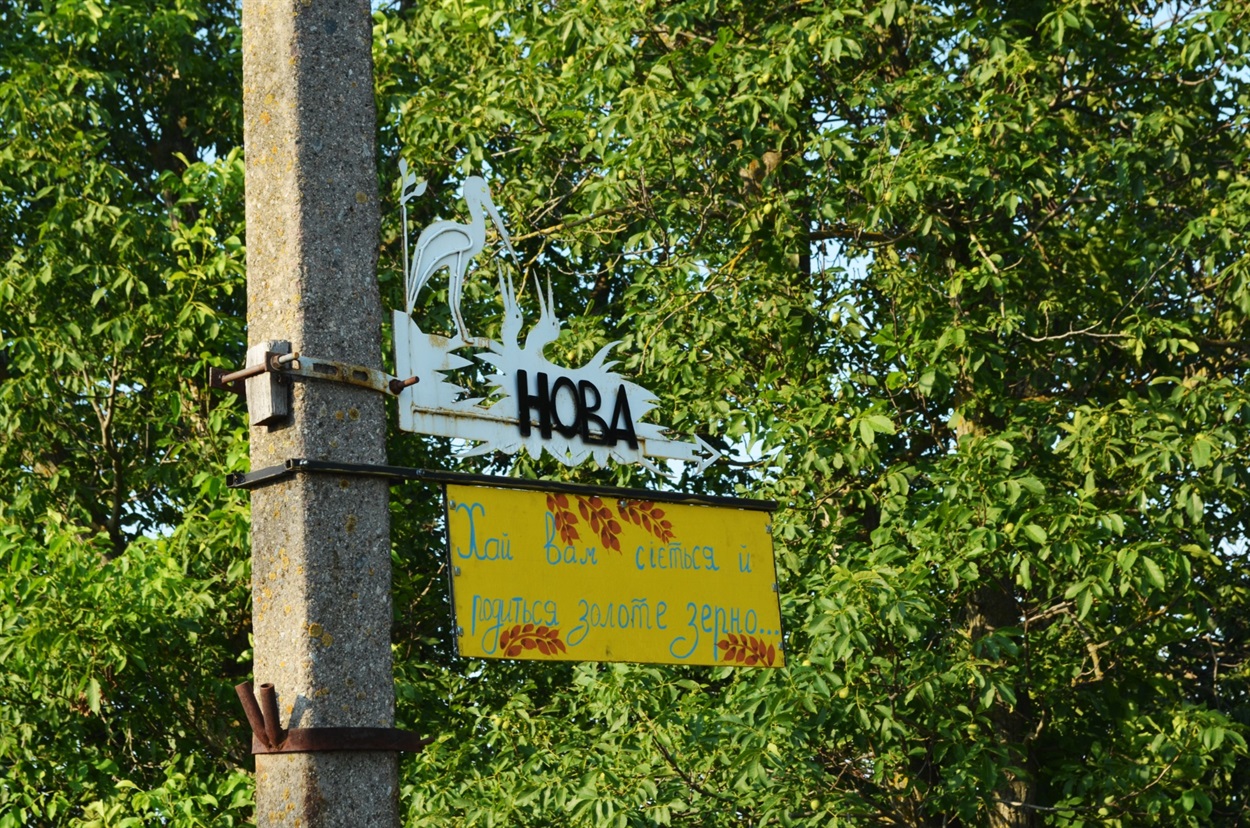 НОВА
Хай вам сіється й
родиться золоте зерно...